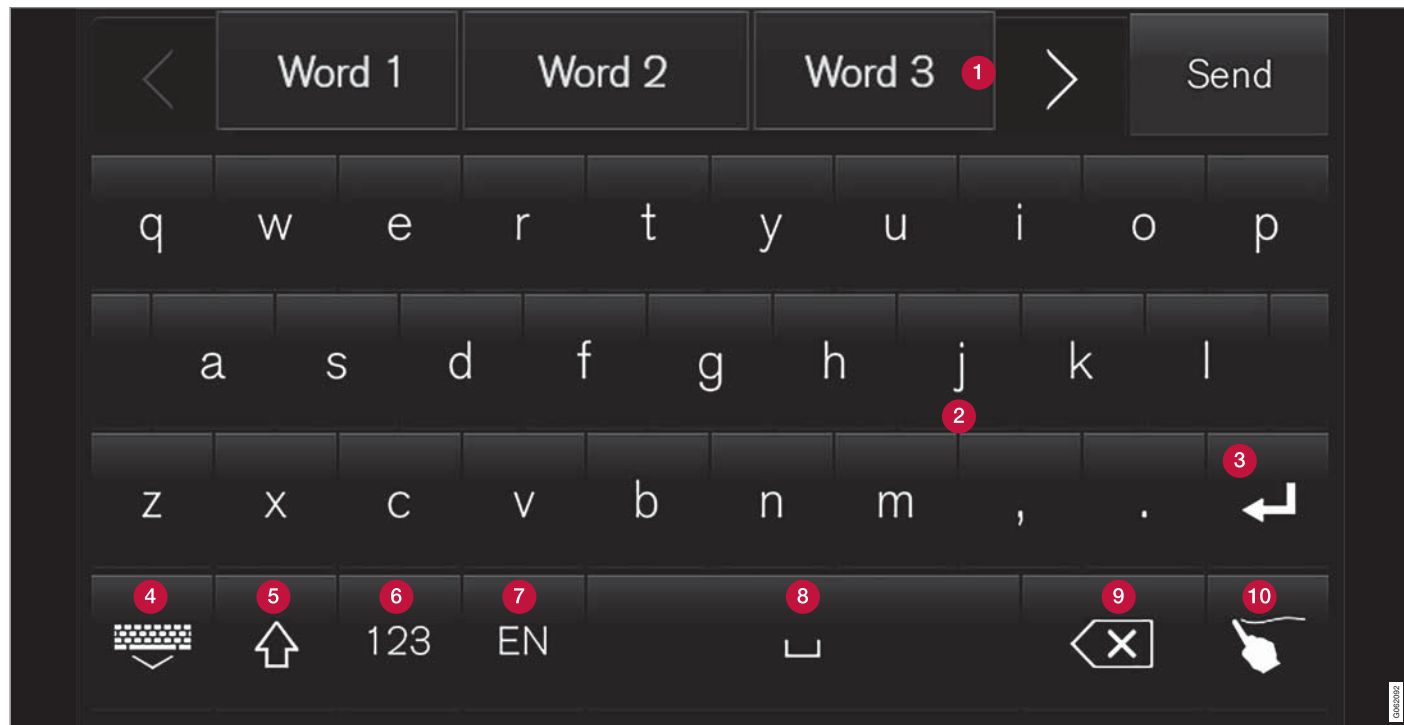 Word 1 Word 2 Word 3 1 Send
q w e r t y u i o p
a s d f g h j k l
2
3
z x c v b n m , .
4 5 6 7 8 9 10
123 EN
G062092